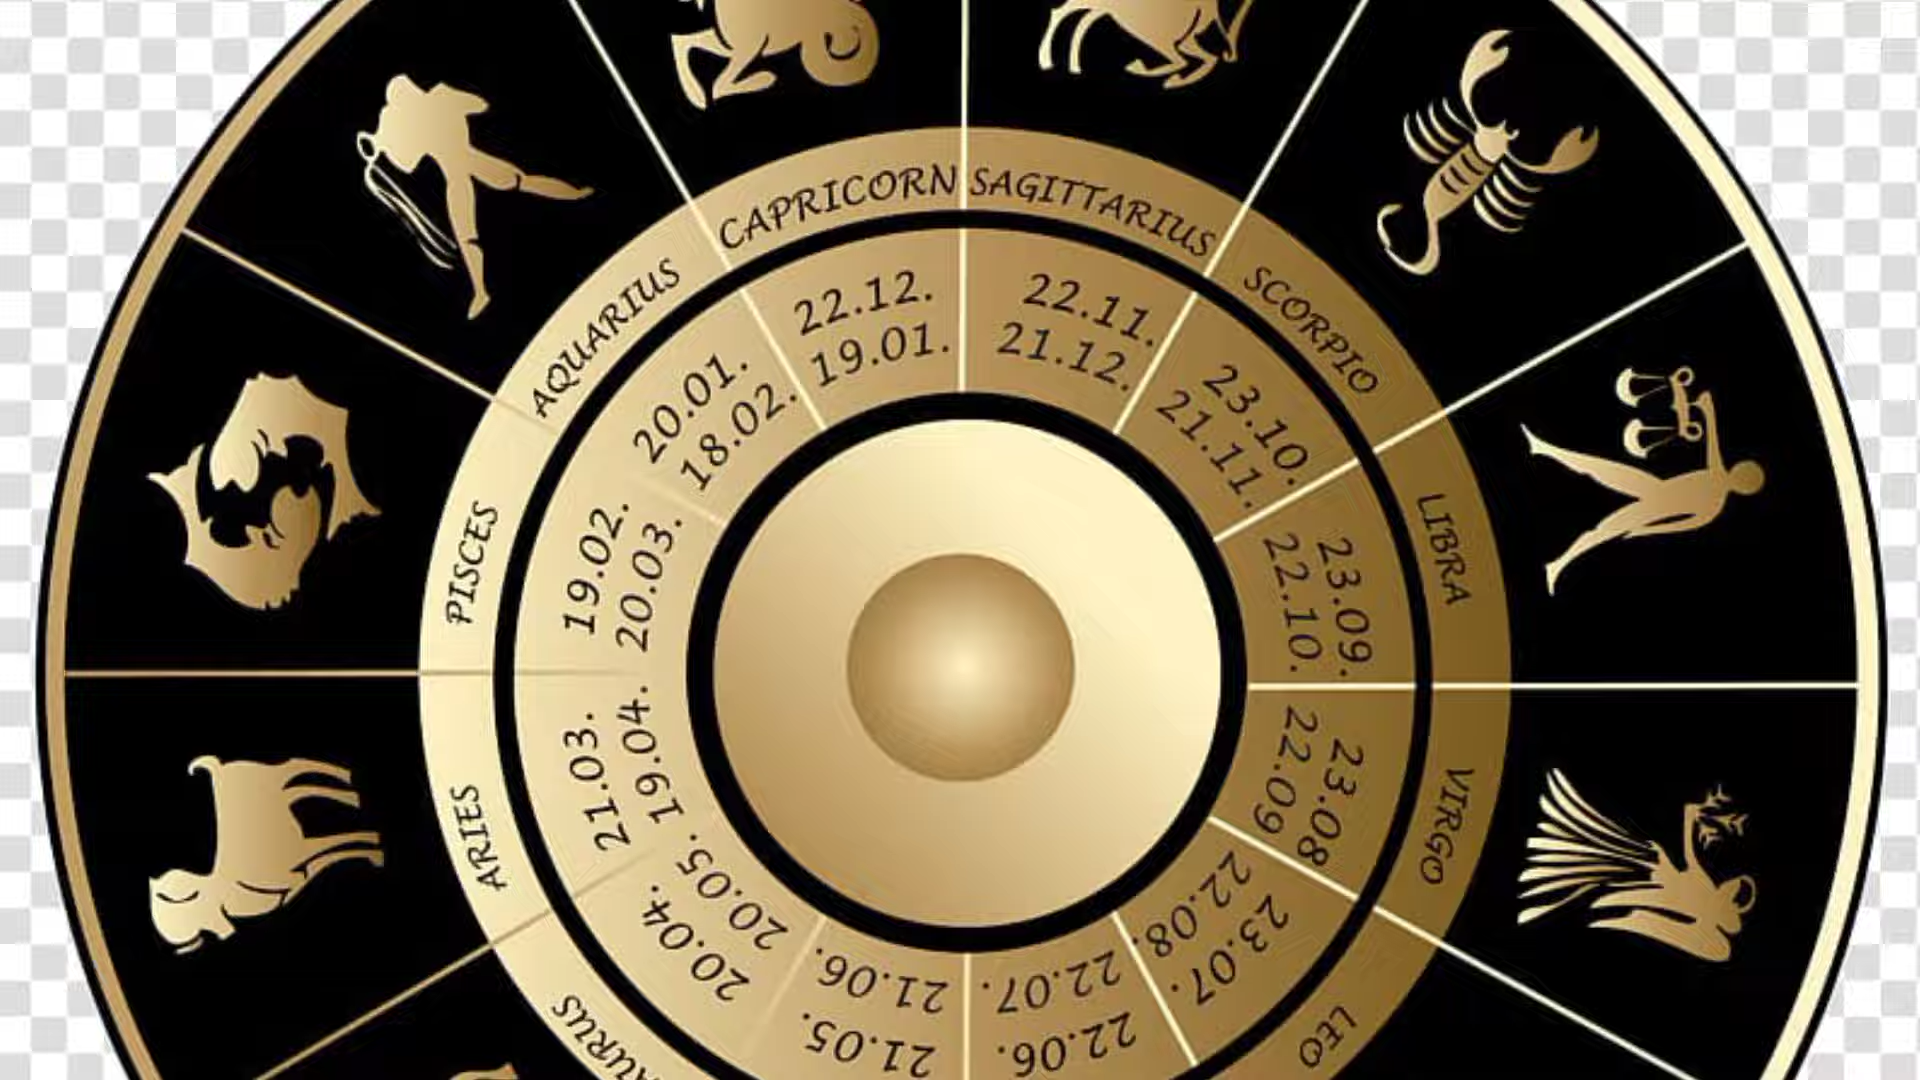 CAPRICORN
SAGITTARIUS
SCORPIO
LIBRA
VIRGO
LEO
AURUS
ARIES
PISCES
AQUARIUS
22.12.
19.01.
22.11.
21.12.
23.10.
21.11.
23.09.
22.10.
23.08
22.09
23.07.
22.08.
22.06.
22.07.
21.05.
21.06.
20.04.
20.05.
21.03.
19.04.
19.02.
20.03.
20.01.
18.02.